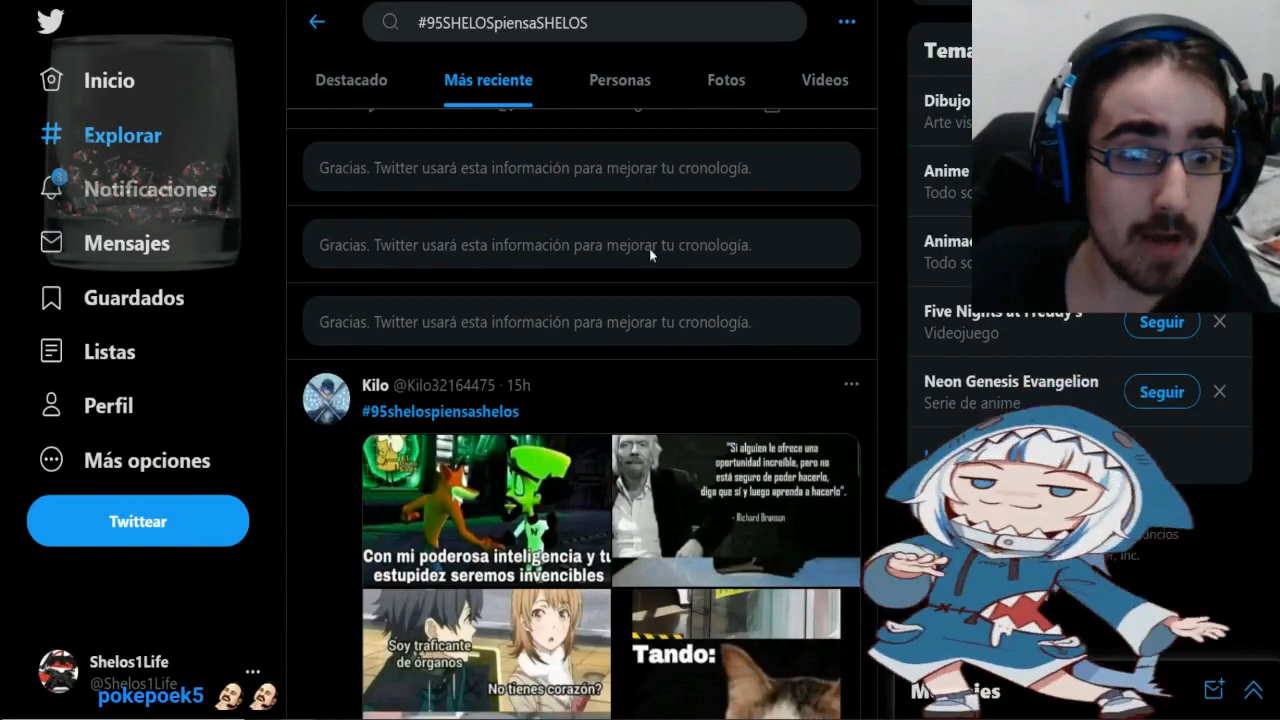 #95SHELOSpiensaSHELOS
Destacado
Más reciente
Personas
Fotos
Videos
Inicio
Explorar
3
Notificaciones
Mensajes
Guardados
Listas
Perfil
Más opciones
Twittear
Shelos1Life
@Shelos1Life
pokepoek5
Gracias. Twitter usará esta información para mejorar tu cronología.
Gracias. Twitter usará esta información para mejorar tu cronología.
Gracias. Twitter usará esta información para mejorar tu cronología.
Kilo @Kilo32164475 · 15h
#95shelospiensashelos
Con mi poderosa inteligencia y tu
estupidez seremos invencibles
"Si alguien le ofrece una
oportunidad increíble, pero no
está seguro de poder hacerlo,
diga que sí y luego aprenda a hacerlo".
- Richard Branson
Soy traficante
de órganos
No tienes corazón?
Tando:
Dibujo
Anime
Five Nights at Freddy's
Videojuego
Seguir
Neon Genesis Evangelion
Serie de anime
Seguir